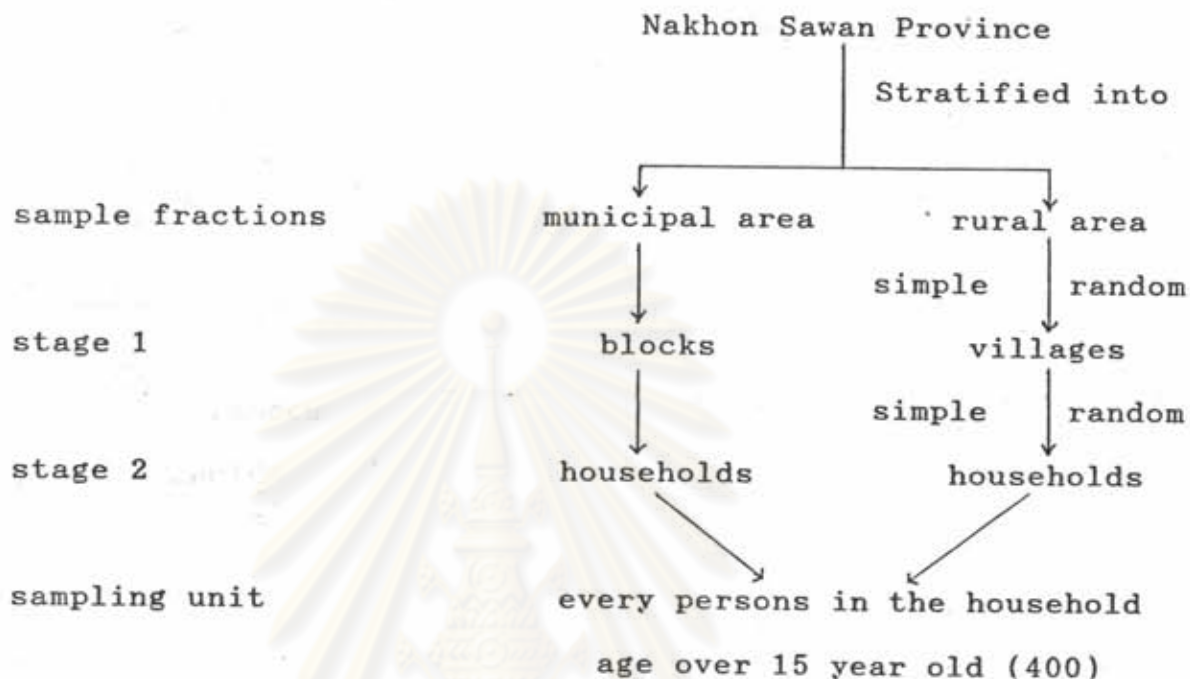 Nakhon Sawan Province
Stratified into
sample fractions municipal area rural area
simple random
stage 1 blocks villages
simple random
stage 2 households households
sampling unit every persons in the household
age over 15 year old (400)